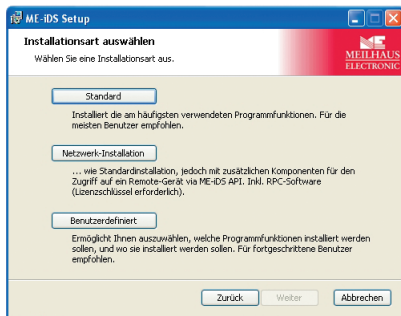 ME-iDS Setup
Installationsart auswählen
Wählen Sie eine Installationsart aus.
ME
MEILHAUS
ELECTRONIC
Standard
Installiert die am häufigsten verwendeten Programmfunktionen. Für die
meisten Benutzer empfohlen.
Netzwerk-Installation
... wie Standardinstallation, jedoch mit zusätzlichen Komponenten für den
Zugriff auf ein Remote-Gerät via ME-iDS API. Inkl. RPC-Software
(Lizenzschlüssel erforderlich).
Benutzerdefiniert
Ermöglicht Ihnen auszuwählen, welche Programmfunktionen installiert werden
sollen, und wo sie installiert werden sollen. Für fortgeschrittene Benutzer
empfohlen.
Zurück Weiter Abbrechen